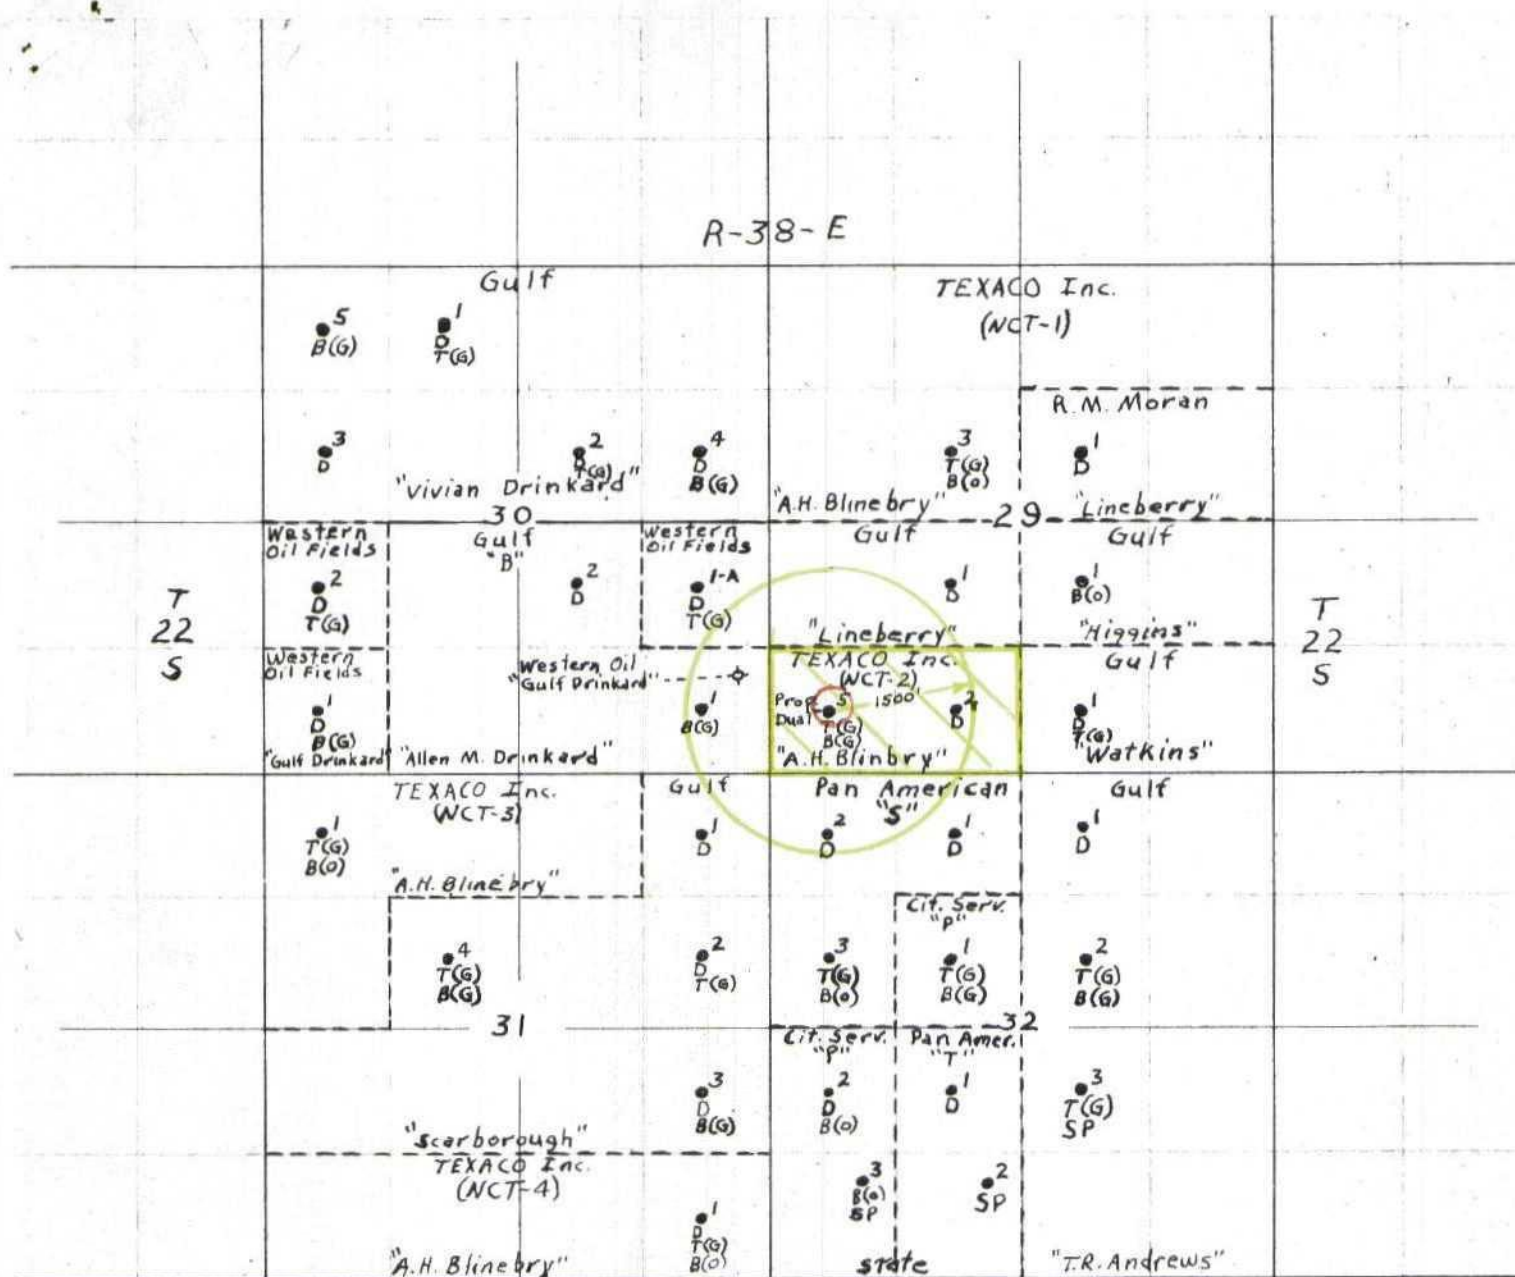 R-38-E
Gulf
TEXACO Inc.
(NCT-1)
5
B(G)
1
D
T(G)
R.M. Moran
3
D
2
D
T(G)
4
D
B(G)
3
T(G)
B(O)
1
D
"Vivian Drinkard"
"A.H. Blinebry"
"Lineberry"
30
29
Western
Oil Fields
Gulf
"B"
Western
Oil Fields
Gulf
Gulf
T
22
S
2
D
T(G)
2
D
1-A
D
T(G)
1
D
1
B(O)
T
22
S
"Lineberry"
"Higgins"
Western
Oil Fields
Western Oil
"Gulf Drinkard"
TEXACO Inc.
(NCT-2)
Gulf
1
D
B(G)
1
B(G)
Prop.
Dual
5
T(G)
B(G)
1500'
2
D
1
D
T(G)
"Gulf Drinkard"
"Allen M. Drinkard"
"A.H. Blinbry"
"Watkins"
TEXACO Inc.
(NCT-3)
Gulf
Pan American
"S"
Gulf
1
T(G)
B(O)
1
D
2
D
1
D
1
D
"A.H. Blinebry"
Cit. Serv.
"P"
4
T(G)
B(G)
2
D
T(G)
3
T(G)
B(O)
1
T(G)
B(G)
2
T(G)
B(G)
31
32
Cit. Serv.
"P"
Pan Amer.
"T"
3
D
B(G)
2
D
B(O)
1
D
3
T(G)
SP
"Scarborough"
TEXACO Inc.
(NCT-4)
3
B(O)
SP
2
SP
1
D
T(G)
B(O)
"A.H. Blinebry"
state
"T.R. Andrews"